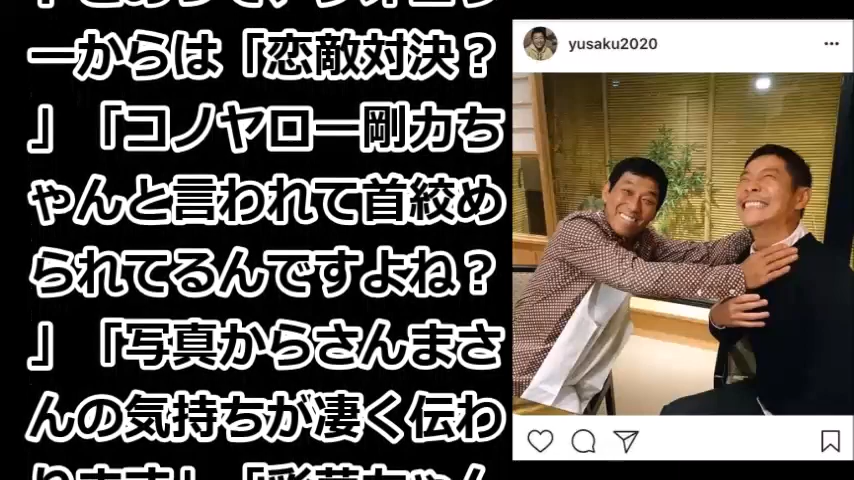 ーからは「恋敵対決?
」「コノヤロー剛力ち
ゃんと言われて首絞め
られてるんですよね?
」「写真からさんまさ
んの気持ちが凄く伝わ
yusaku2020